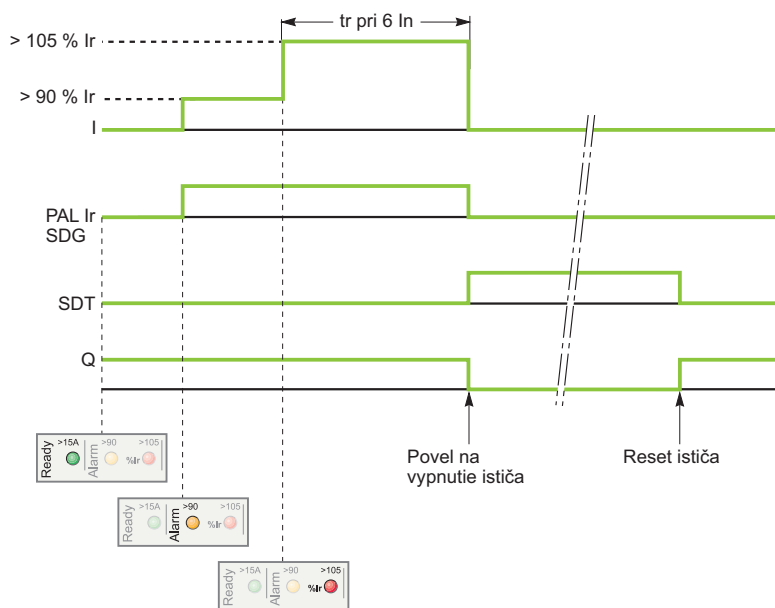 tr pri 6 In
> 105 % Ir
> 90 % Ir
I
PAL Ir
SDG
SDT
Q
Povel na
vypnutie ističa
Reset ističa
Ready >15A Alarm >90 %Ir >105
Ready >15A Alarm >90 %Ir >105
Ready >15A Alarm >90 %Ir >105